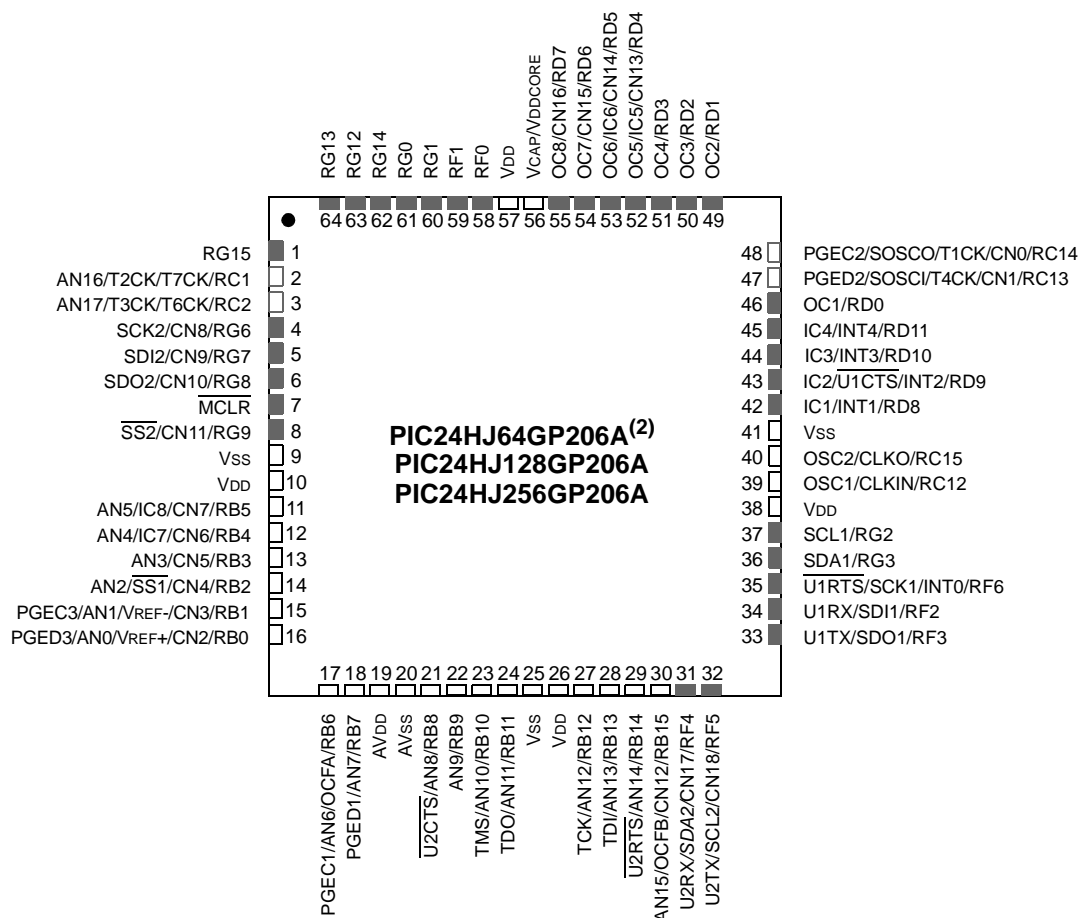 RG13
RG12
RG14
RG0
RG1
RF1
RF0
VDD
VCAP/VDDCORE
OC8/CN16/RD7
OC7/CN15/RD6
OC6/IC6/CN14/RD5
OC5/IC5/CN13/RD4
OC4/RD3
OC3/RD2
OC2/RD1
64 63 62 61 60 59 58 57 56 55 54 53 52 51 50 49
RG15 1
AN16/T2CK/T7CK/RC1 2
AN17/T3CK/T6CK/RC2 3
SCK2/CN8/RG6 4
SDI2/CN9/RG7 5
SDO2/CN10/RG8 6
MCLR 7
SS2/CN11/RG9 8
VSS 9
VDD 10
AN5/IC8/CN7/RB5 11
AN4/IC7/CN6/RB4 12
AN3/CN5/RB3 13
AN2/SS1/CN4/RB2 14
PGEC3/AN1/VREF-/CN3/RB1 15
PGED3/AN0/VREF+/CN2/RB0 16
PIC24HJ64GP206A(2)
PIC24HJ128GP206A
PIC24HJ256GP206A
48 PGEC2/SOSCO/T1CK/CN0/RC14
47 PGED2/SOSCI/T4CK/CN1/RC13
46 OC1/RD0
45 IC4/INT4/RD11
44 IC3/INT3/RD10
43 IC2/U1CTS/INT2/RD9
42 IC1/INT1/RD8
41 VSS
40 OSC2/CLKO/RC15
39 OSC1/CLKIN/RC12
38 VDD
37 SCL1/RG2
36 SDA1/RG3
35 U1RTS/SCK1/INT0/RF6
34 U1RX/SDI1/RF2
33 U1TX/SDO1/RF3
17 18 19 20 21 22 23 24 25 26 27 28 29 30 31 32
PGEC1/AN6/OCFA/RB6
PGED1/AN7/RB7
AVDD
AVSS
U2CTS/AN8/RB8
AN9/RB9
TMS/AN10/RB10
TDO/AN11/RB11
VSS
VDD
TCK/AN12/RB12
TDI/AN13/RB13
U2RTS/AN14/RB14
AN15/OCFB/CN12/RB15
U2RX/SDA2/CN17/RF4
U2TX/SCL2/CN18/RF5